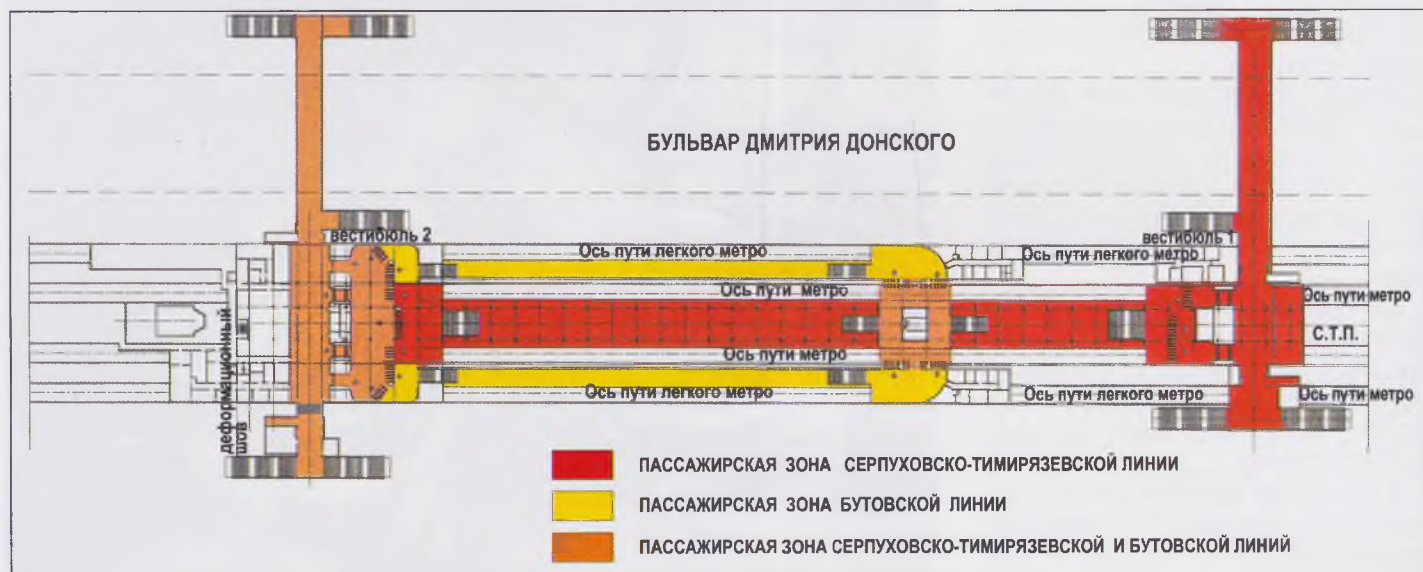 БУЛЬВАР ДМИТРИЯ ДОНСКОГО
вестибюль 2
вестибюль 1
Ось пути легкого метро
Ось пути легкого метро
Ось пути метро
Ось пути метро
С.Т.П.
Ось пути метро
Ось пути легкого метро
Ось пути легкого метро
Ось пути метро
деформационный
шов
ПАССАЖИРСКАЯ ЗОНА СЕРПУХОВСКО-ТИМИРЯЗЕВСКОЙ ЛИНИИ
ПАССАЖИРСКАЯ ЗОНА БУТОВСКОЙ ЛИНИИ
ПАССАЖИРСКАЯ ЗОНА СЕРПУХОВСКО-ТИМИРЯЗЕВСКОЙ И БУТОВСКОЙ ЛИНИЙ